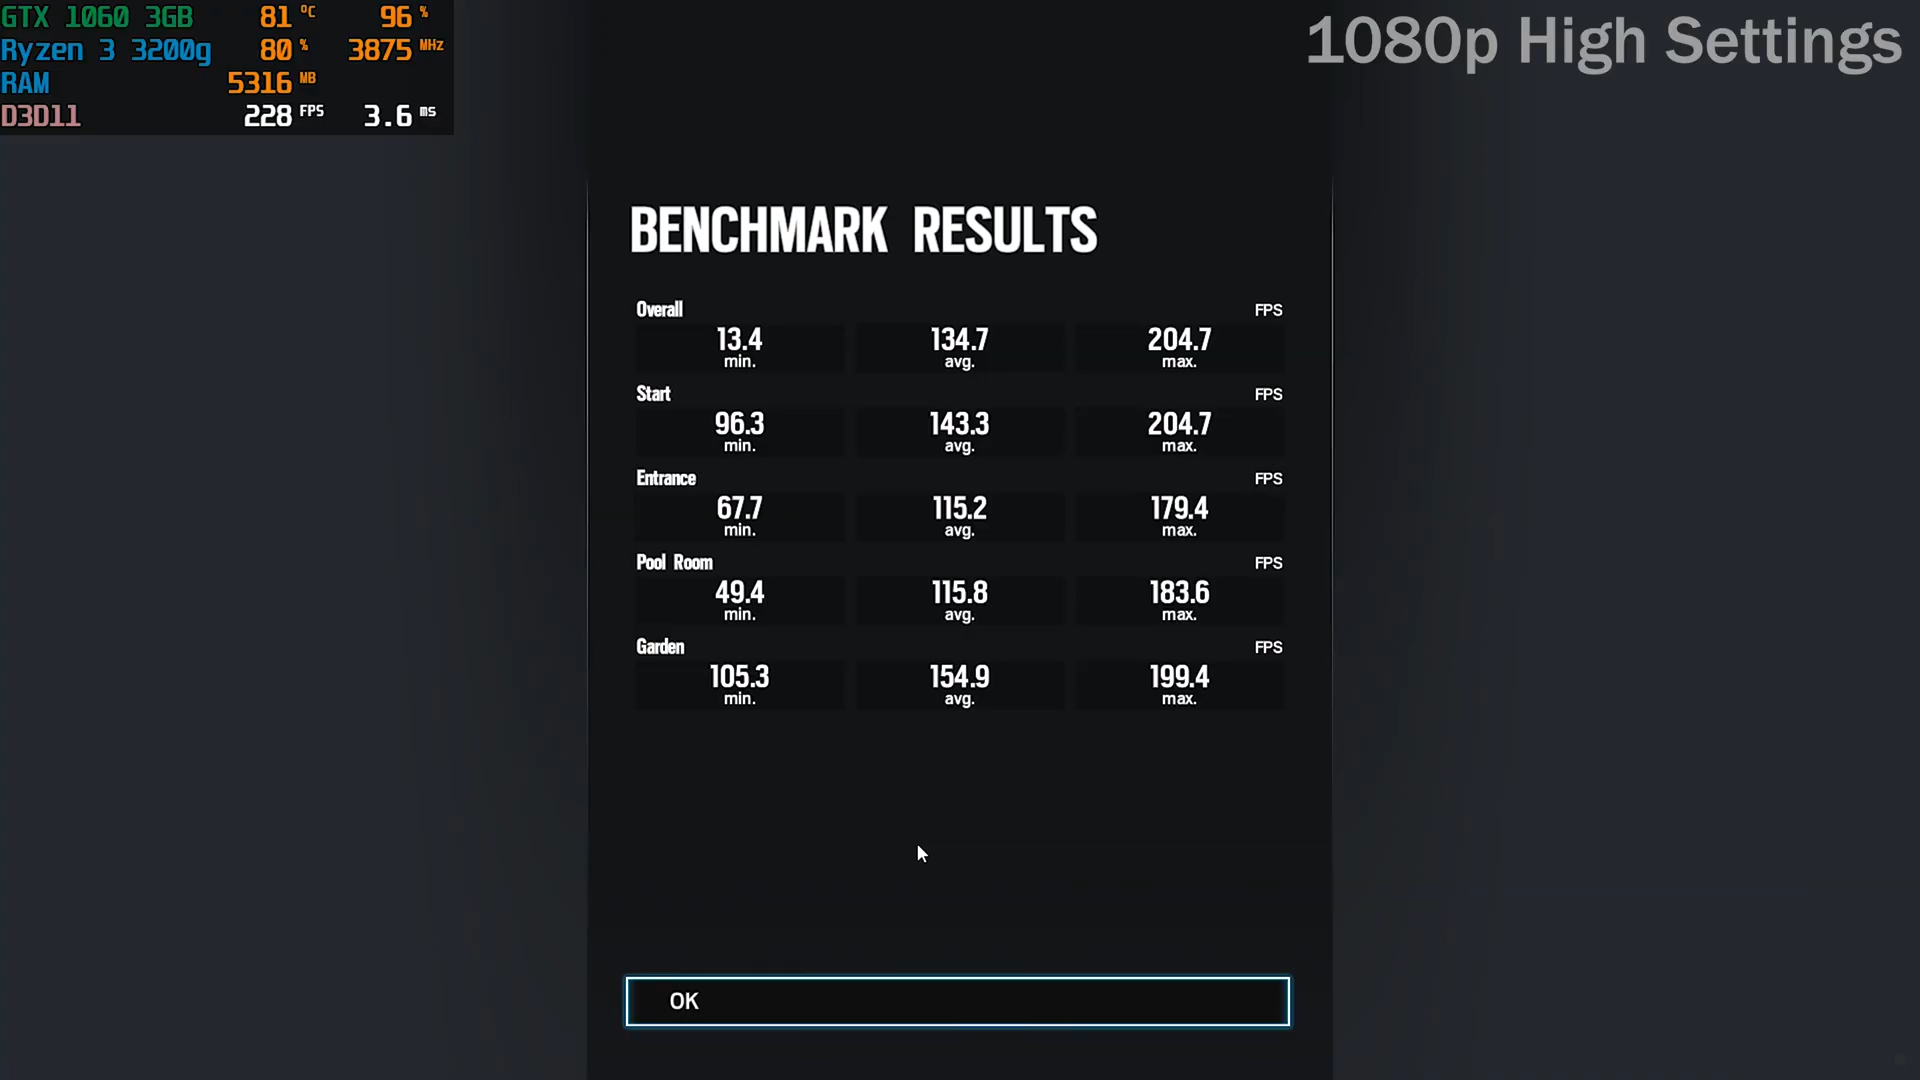 GTX 1060 3GB 81 °C 96 %
Ryzen 3 3200g 80 % 3875 MHz
RAM 5316 MB
D3D11 228 FPS 3.6 ms
1080p High Settings
BENCHMARK RESULTS
Overall FPS
13.4 134.7 204.7
min. avg. max.
Start FPS
96.3 143.3 204.7
min. avg. max.
Entrance FPS
67.7 115.2 179.4
min. avg. max.
Pool Room FPS
49.4 115.8 183.6
min. avg. max.
Garden FPS
105.3 154.9 199.4
min. avg. max.
OK